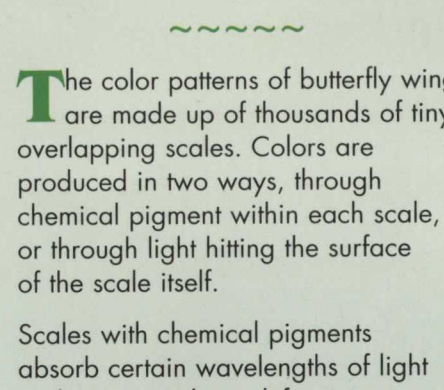 The color patterns of butterfly
are made up of thousands of
overlapping scales. Colors are
produced in two ways, through
chemical pigment within each scale,
or through light hitting the surface
of the scale itself.
Scales with chemical pigments
absorb certain wavelengths of light